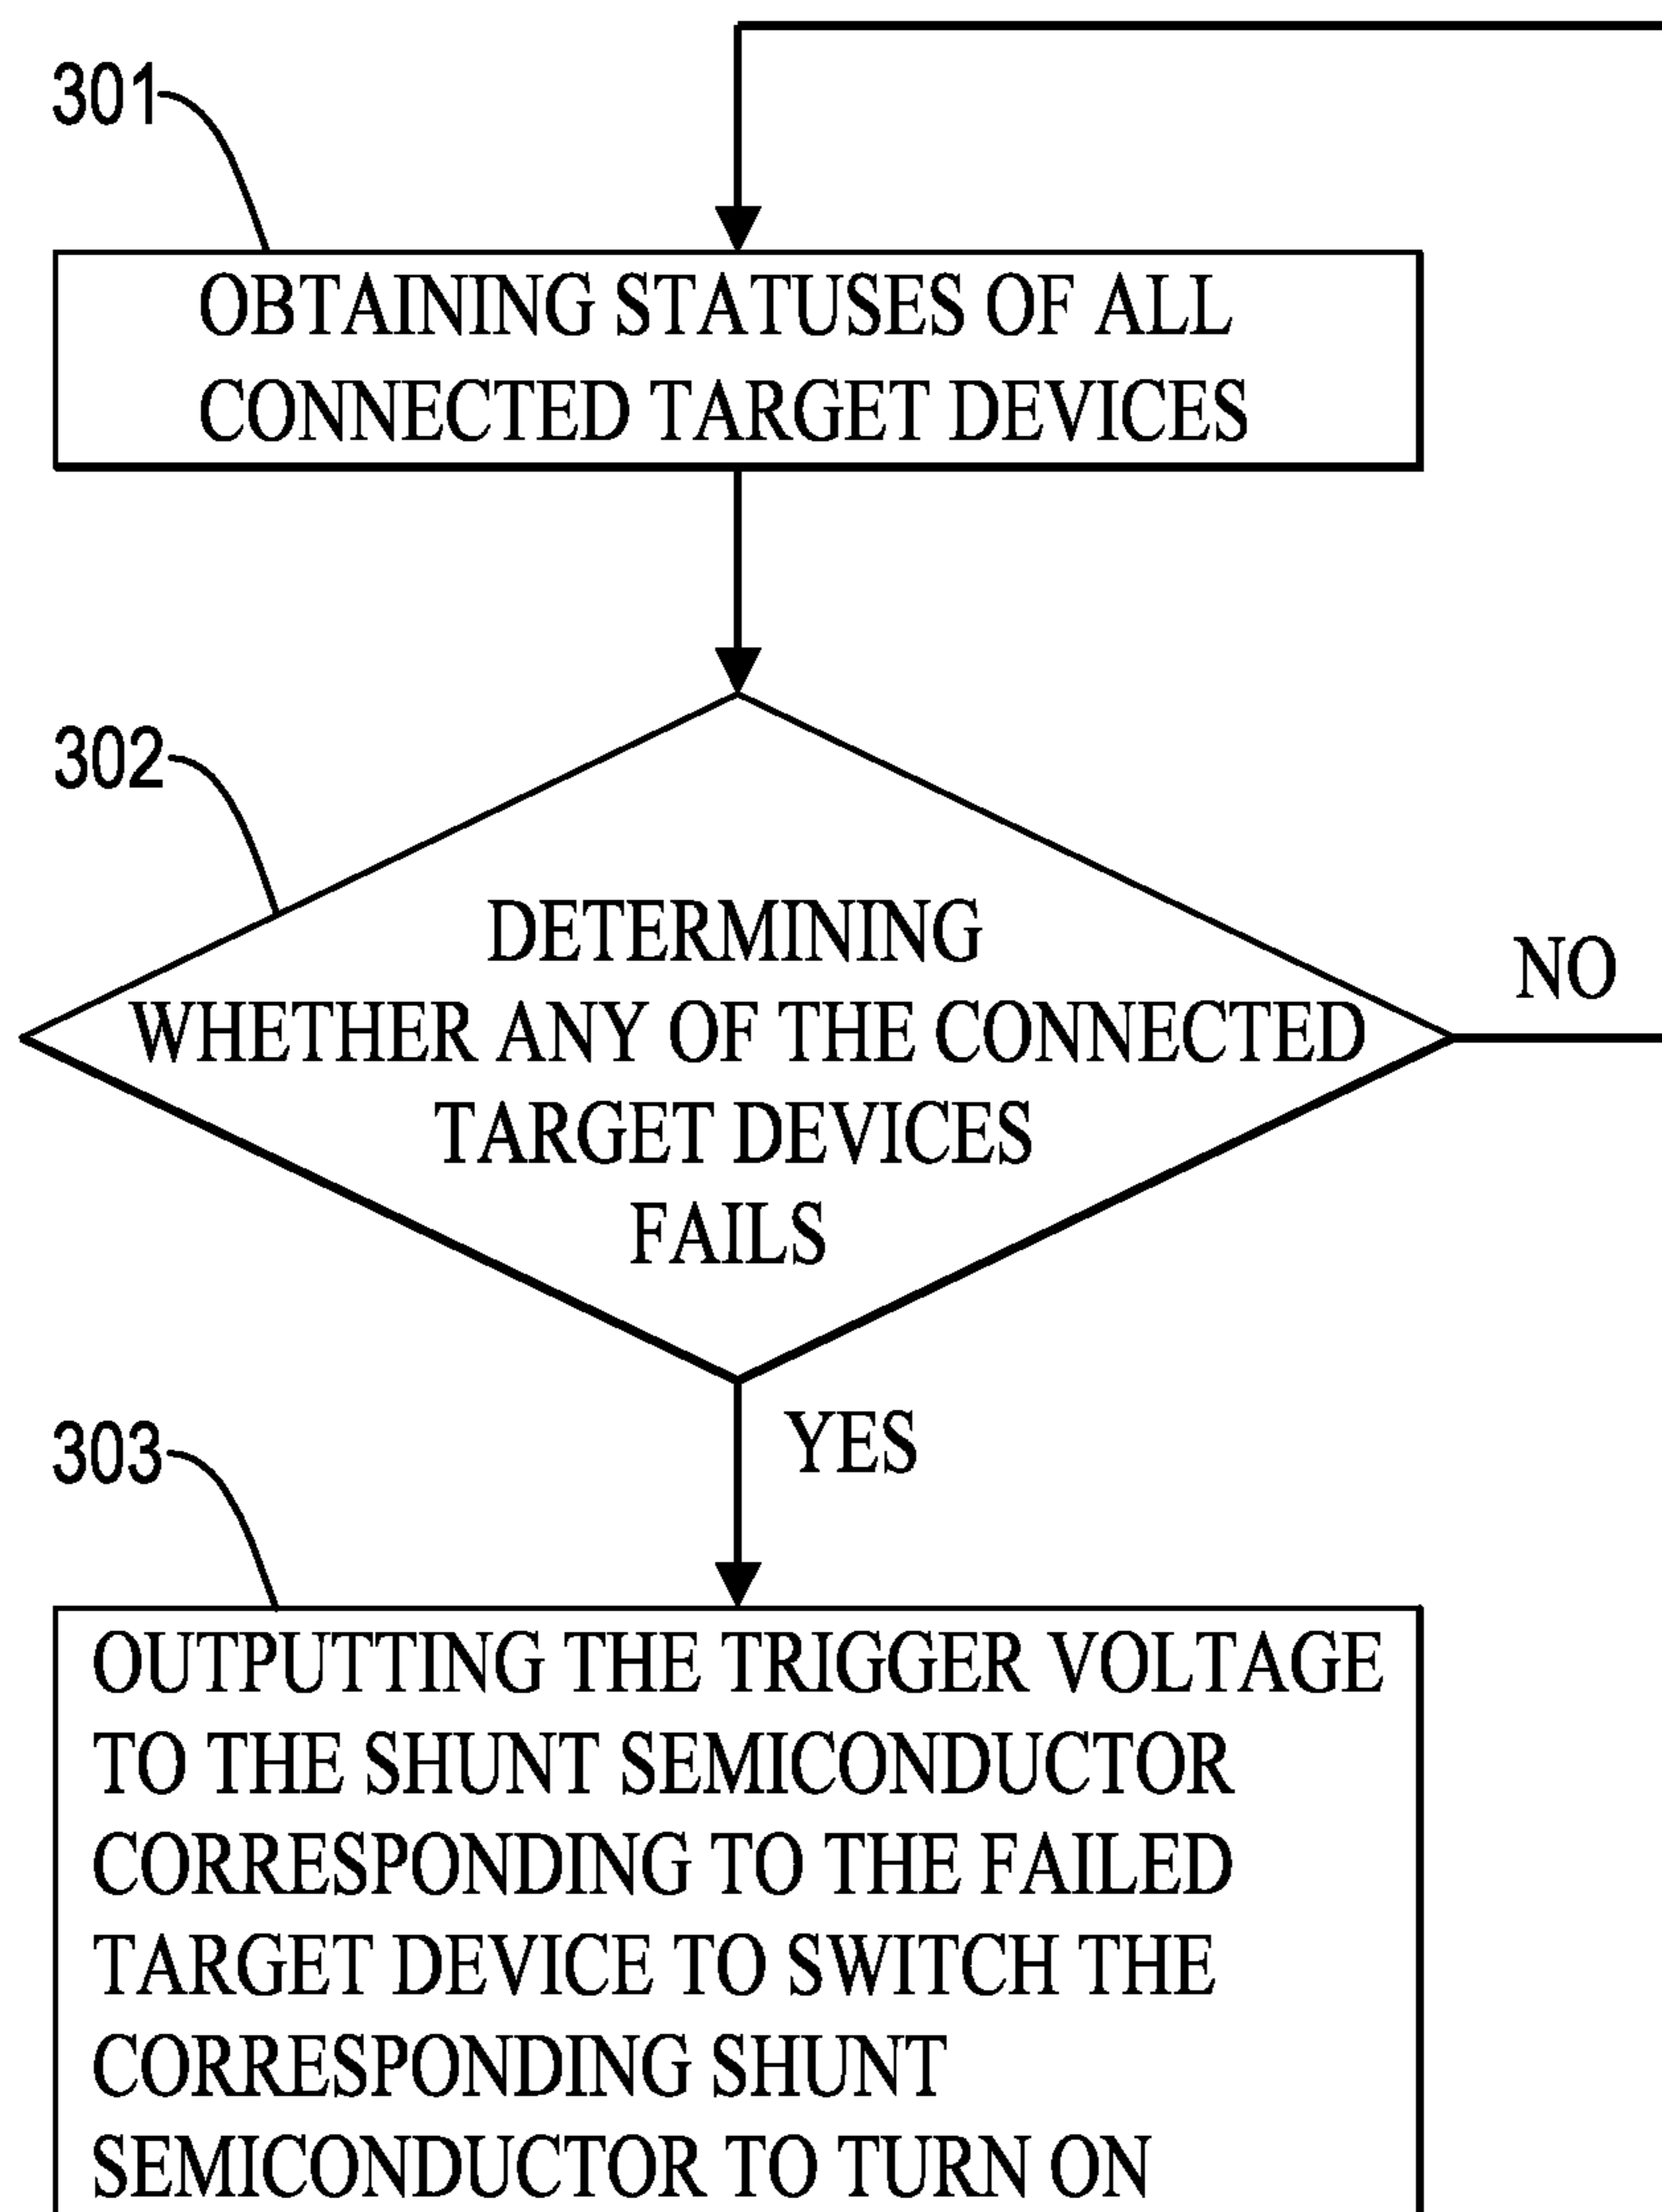 301
OBTAINING STATUSES OF ALL
CONNECTED TARGET DEVICES
302
DETERMINING
WHETHER ANY OF THE CONNECTED
TARGET DEVICES
FAILS
NO
YES
303
OUTPUTTING THE TRIGGER VOLTAGE
TO THE SHUNT SEMICONDUCTOR
CORRESPONDING TO THE FAILED
TARGET DEVICE TO SWITCH THE
CORRESPONDING SHUNT
SEMICONDUCTOR TO TURN ON